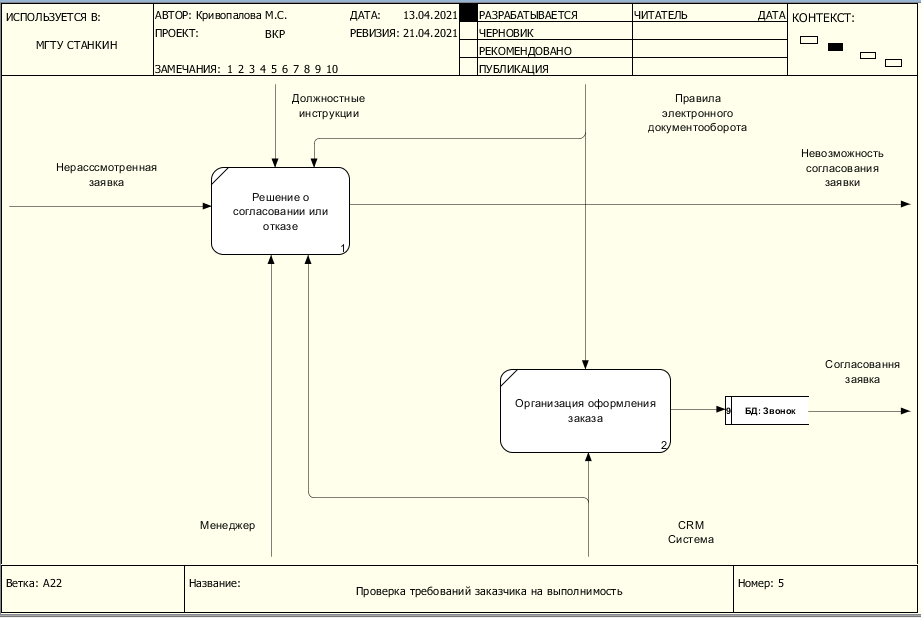 ИСПОЛЬЗУЕТСЯ В:
МГТУ СТАНКИН
АВТОР: Кривопалова М.С.
ДАТА: 13.04.2021
ПРОЕКТ: ВКР
РЕВИЗИЯ: 21.04.2021
ЗАМЕЧАНИЯ: 1 2 3 4 5 6 7 8 9 10
РАЗРАБАТЫВАЕТСЯ
ЧЕРНОВИК
РЕКОМЕНДОВАНО
ПУБЛИКАЦИЯ
ЧИТАТЕЛЬ ДАТА
КОНТЕКСТ:
Должностные
инструкции
Правила
электронного
документооборота
Нерасссмотренная
заявка
Невозможность
согласования
заявки
Решение о
согласовании или
отказе
1
Согласовання
заявка
Организация оформления
заказа
2
9
БД: Звонок
Менеджер
CRM
Система
Ветка: A22
Название:
Проверка требований заказчика на выполнимость
Номер: 5